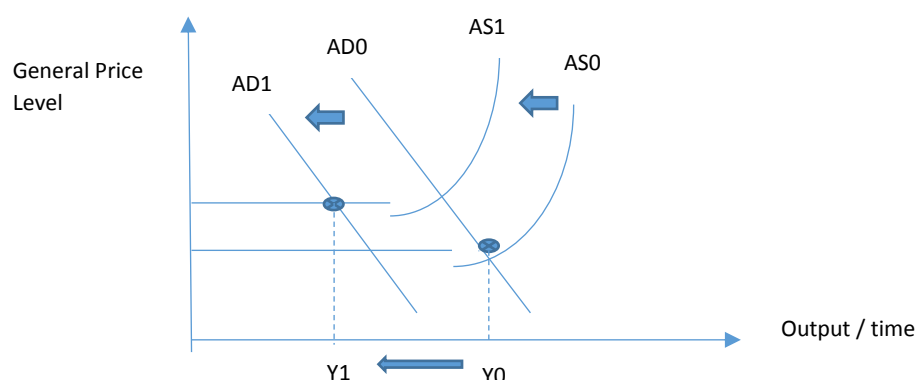 AS1
AD0
AS0
General Price
Level
AD1
Output / time
Y1
Y0